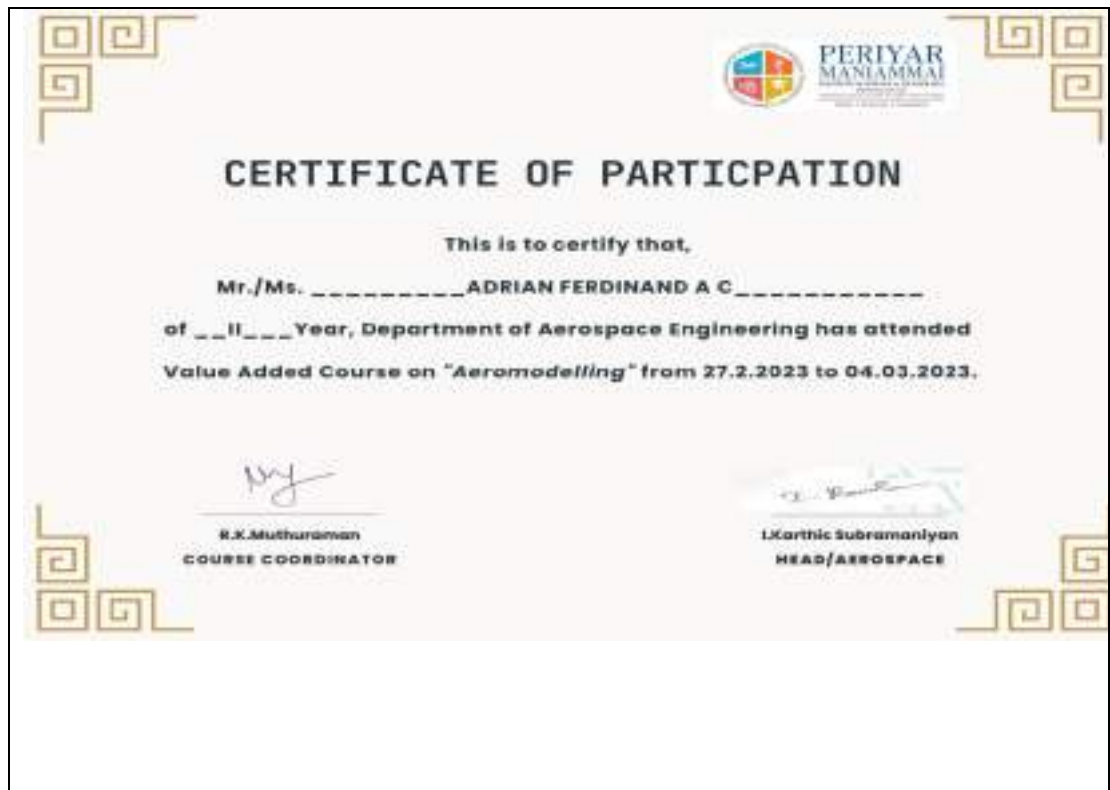 PERIYAR
MANIAMMAI
CERTIFICATE OF PARTICPATION
This is to certify that,
Mr./Ms. _________ADRIAN FERDINAND A C___________
of __II___Year, Department of Aerospace Engineering has attended
Value Added Course on "Aeromodelling" from 27.2.2023 to 04.03.2023.
R.K.Muthuraman
COURSE COORDINATOR
I.Karthic Subramaniyan
HEAD/AEROSPACE